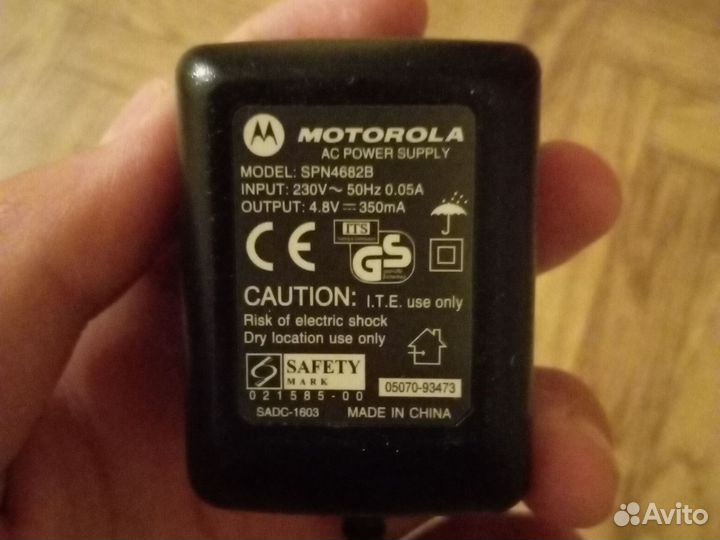 MOTOROLA
AC POWER SUPPLY
MODEL: SPN4682B
INPUT: 230V~ 50Hz 0.05A
OUTPUT: 4.8V⎓350mA
CE
ITS
GS
CAUTION: I.T.E. use only
Risk of electric shock
Dry location use only
S SAFETY
MARK
021585-00
05070-93473
SADC-1603 MADE IN CHINA
Avito